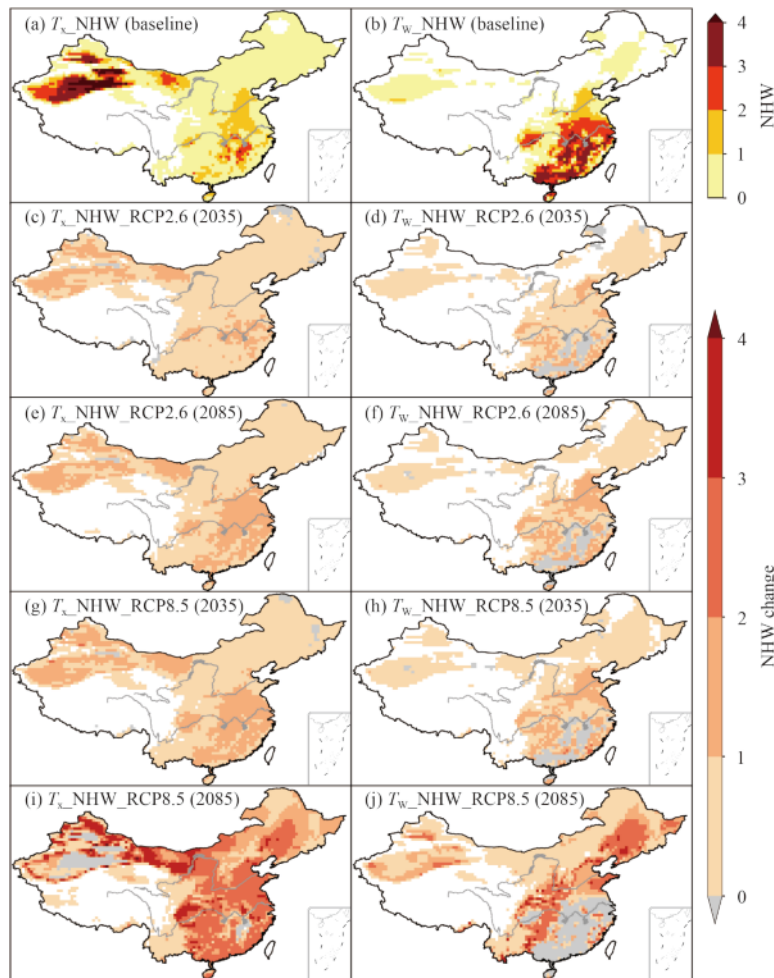 (a) Tx_NHW (baseline)
(b) TW_NHW (baseline)
4
3
2
1
0
NHW
(c) Tx_NHW_RCP2.6 (2035)
(d) TW_NHW_RCP2.6 (2035)
(e) Tx_NHW_RCP2.6 (2085)
(f) TW_NHW_RCP2.6 (2085)
(g) Tx_NHW_RCP8.5 (2035)
(h) TW_NHW_RCP8.5 (2035)
(i) Tx_NHW_RCP8.5 (2085)
(j) TW_NHW_RCP8.5 (2085)
4
3
2
1
0
NHW change